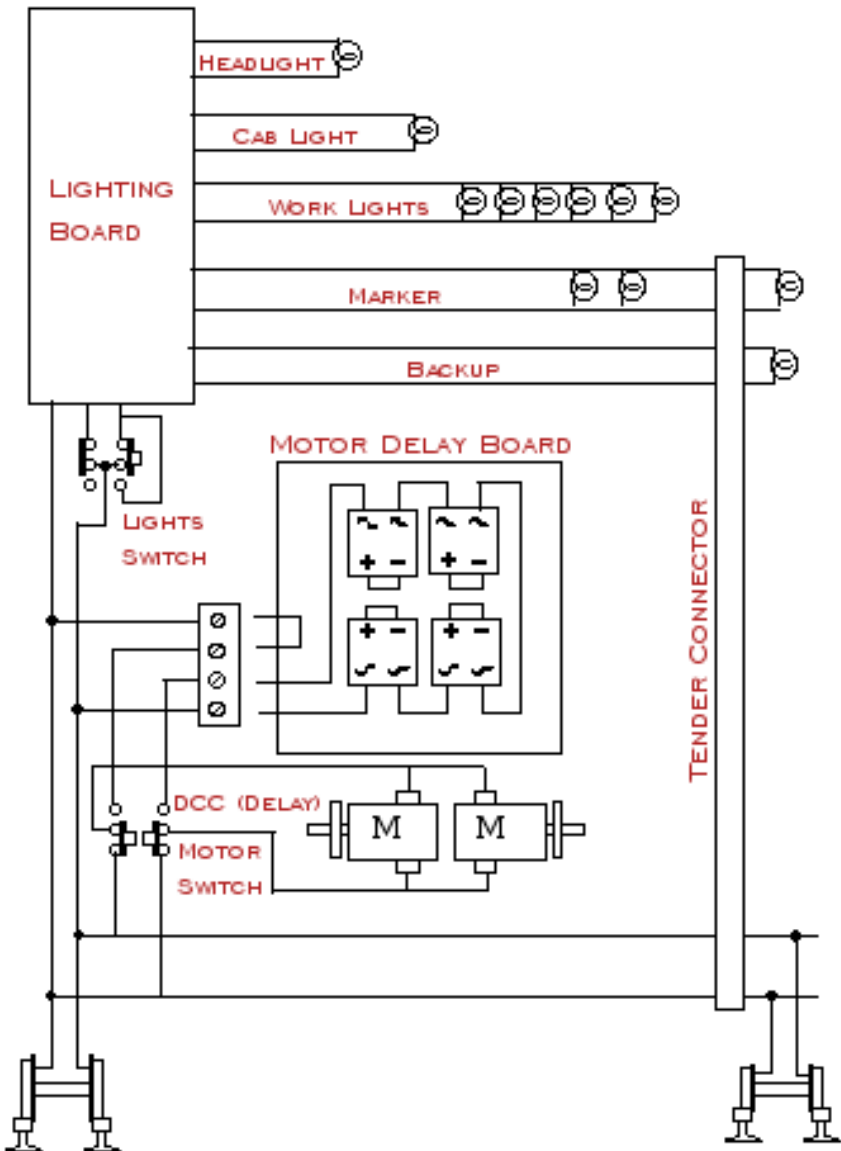 HEADLIGHT
CAB LIGHT
LIGHTING
BOARD
WORK LIGHTS
MARKER
BACKUP
MOTOR DELAY BOARD
LIGHTS
SWITCH
+ -
+ -
+ -
+ -
TENDER CONNECTOR
DCC (DELAY)
M
M
MOTOR
SWITCH